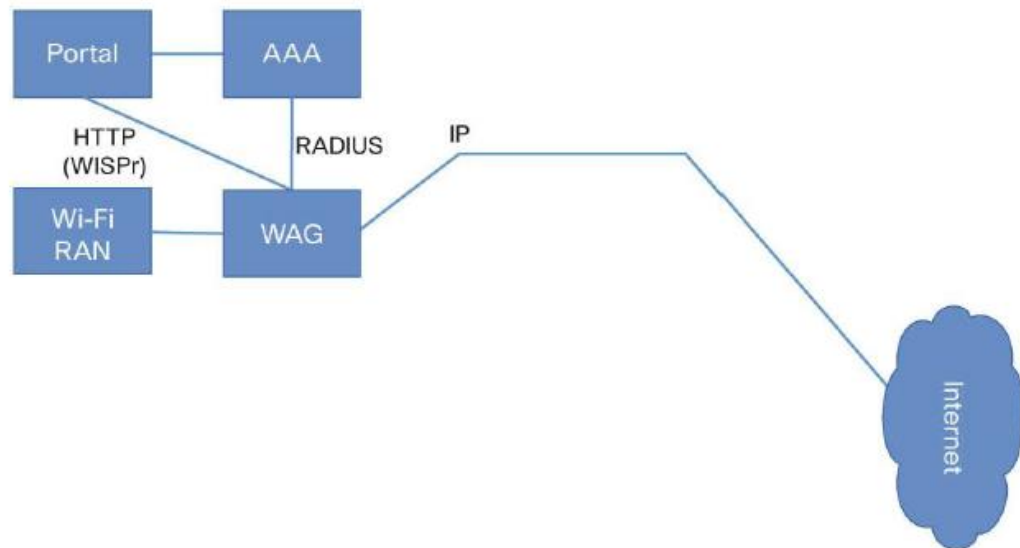 Portal
AAA
HTTP
(WISPr)
RADIUS
IP
Wi-Fi
RAN
WAG
Internet